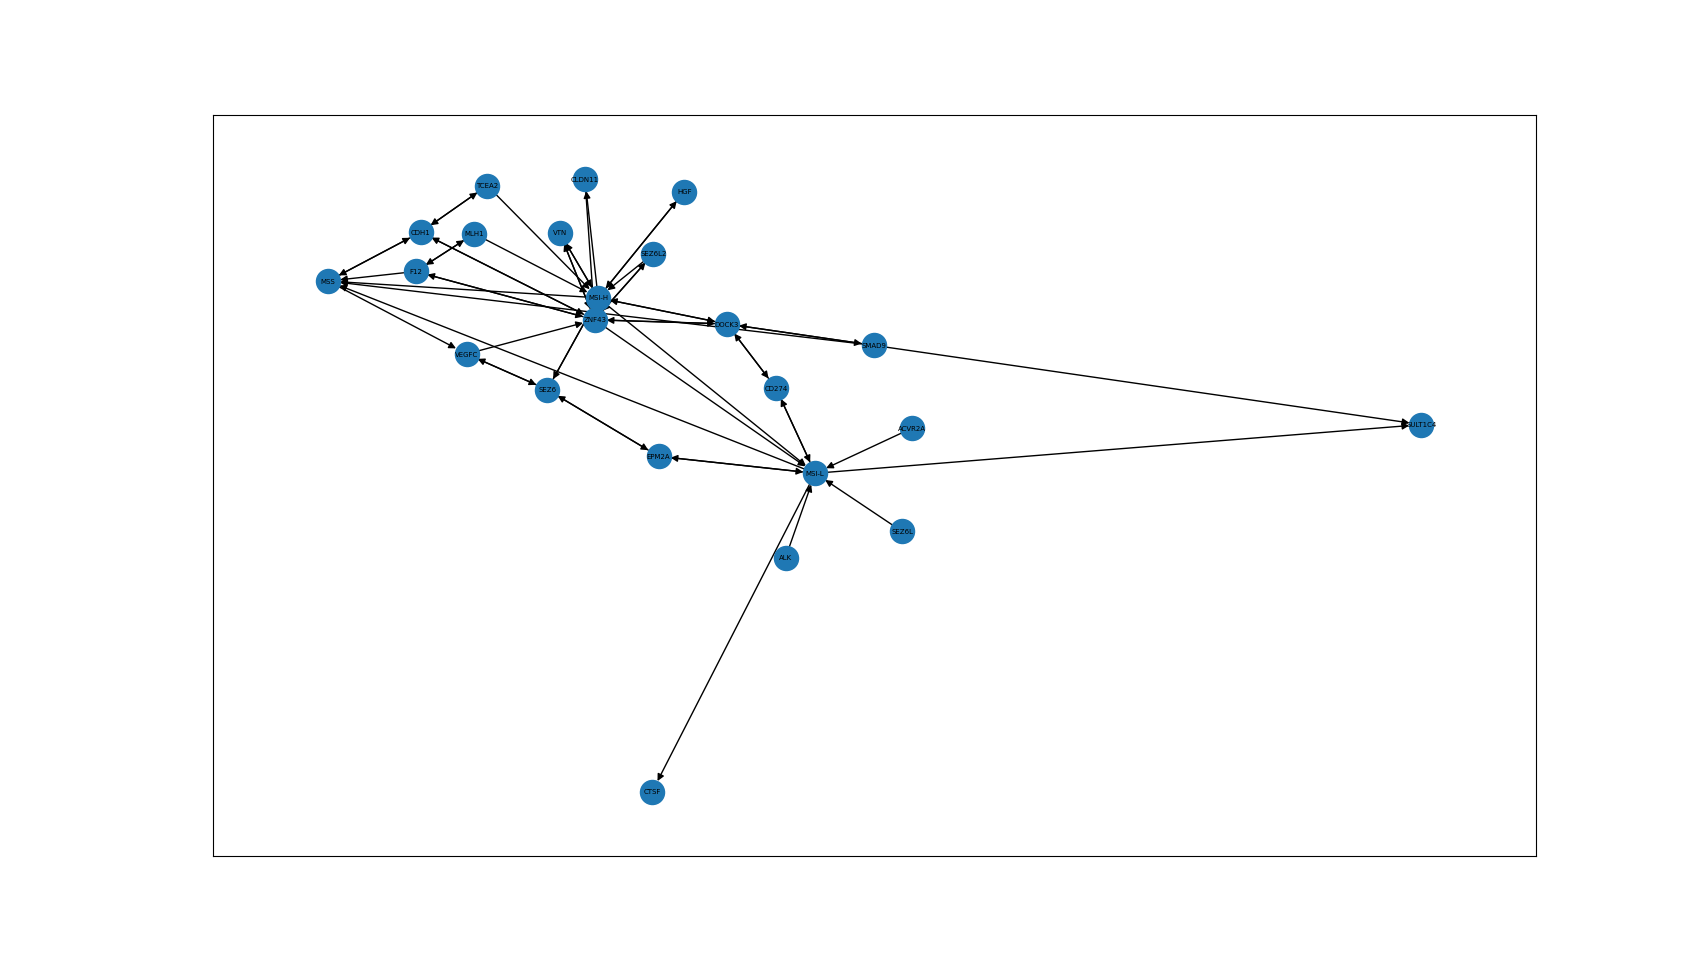 TCEA2
CLDN11
HGF
CDH1
MLH1
VTN
SEZ6L2
F12
MSS
MSI-H
ZNF43
DOCK3
SMAD9
VEGFC
SEZ6
CD274
ACVR2A
SULT1C4
EPM2A
MSI-L
SEZ6L
ALK
CTSF